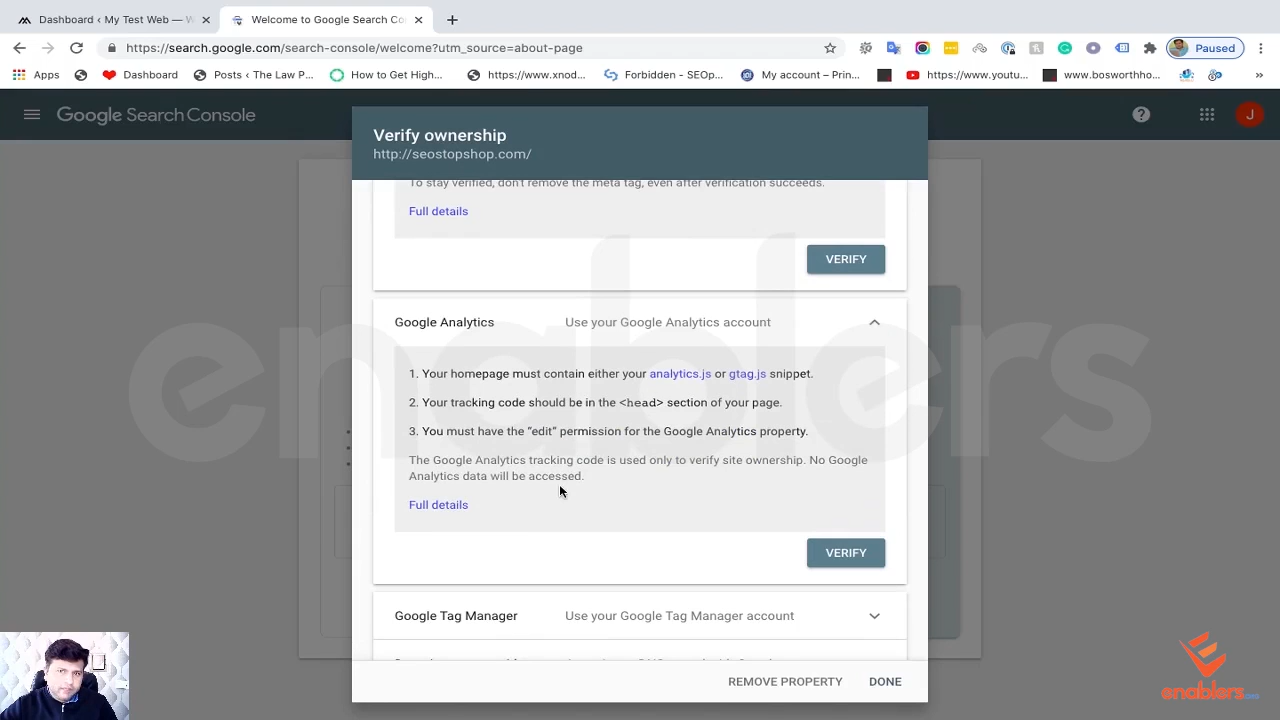 Dashboard ‹ My Test Web — W
Welcome to Google Search Co
https://search.google.com/search-console/welcome?utm_source=about-page
Paused
Apps
Dashboard
Posts ‹ The Law P...
How to Get High...
https://www.xnod...
Forbidden - SEOp...
My account – Prin...
https://www.youtu...
www.bosworthho...
»
Google Search Console
J
Verify ownership
http://seostopshop.com/
To stay verified, don't remove the meta tag, even after verification succeeds.
Full details
VERIFY
Google Analytics
Use your Google Analytics account
1. Your homepage must contain either your analytics.js or gtag.js snippet.
2. Your tracking code should be in the <head> section of your page.
3. You must have the "edit" permission for the Google Analytics property.
The Google Analytics tracking code is used only to verify site ownership. No Google
Analytics data will be accessed.
Full details
VERIFY
Google Tag Manager
Use your Google Tag Manager account
REMOVE PROPERTY
DONE
enablers
enablers.org